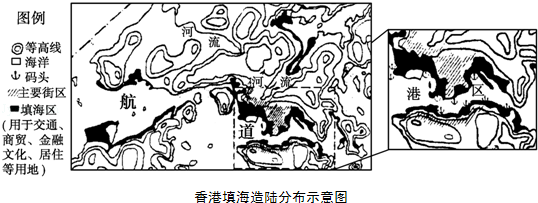 图例
等高线
海洋
码头
主要街区
填海区
(用于交通、
商贸、金融
文化、居住
等用地)
河
流
河流
航
道
港 区
香港填海造陆分布示意图